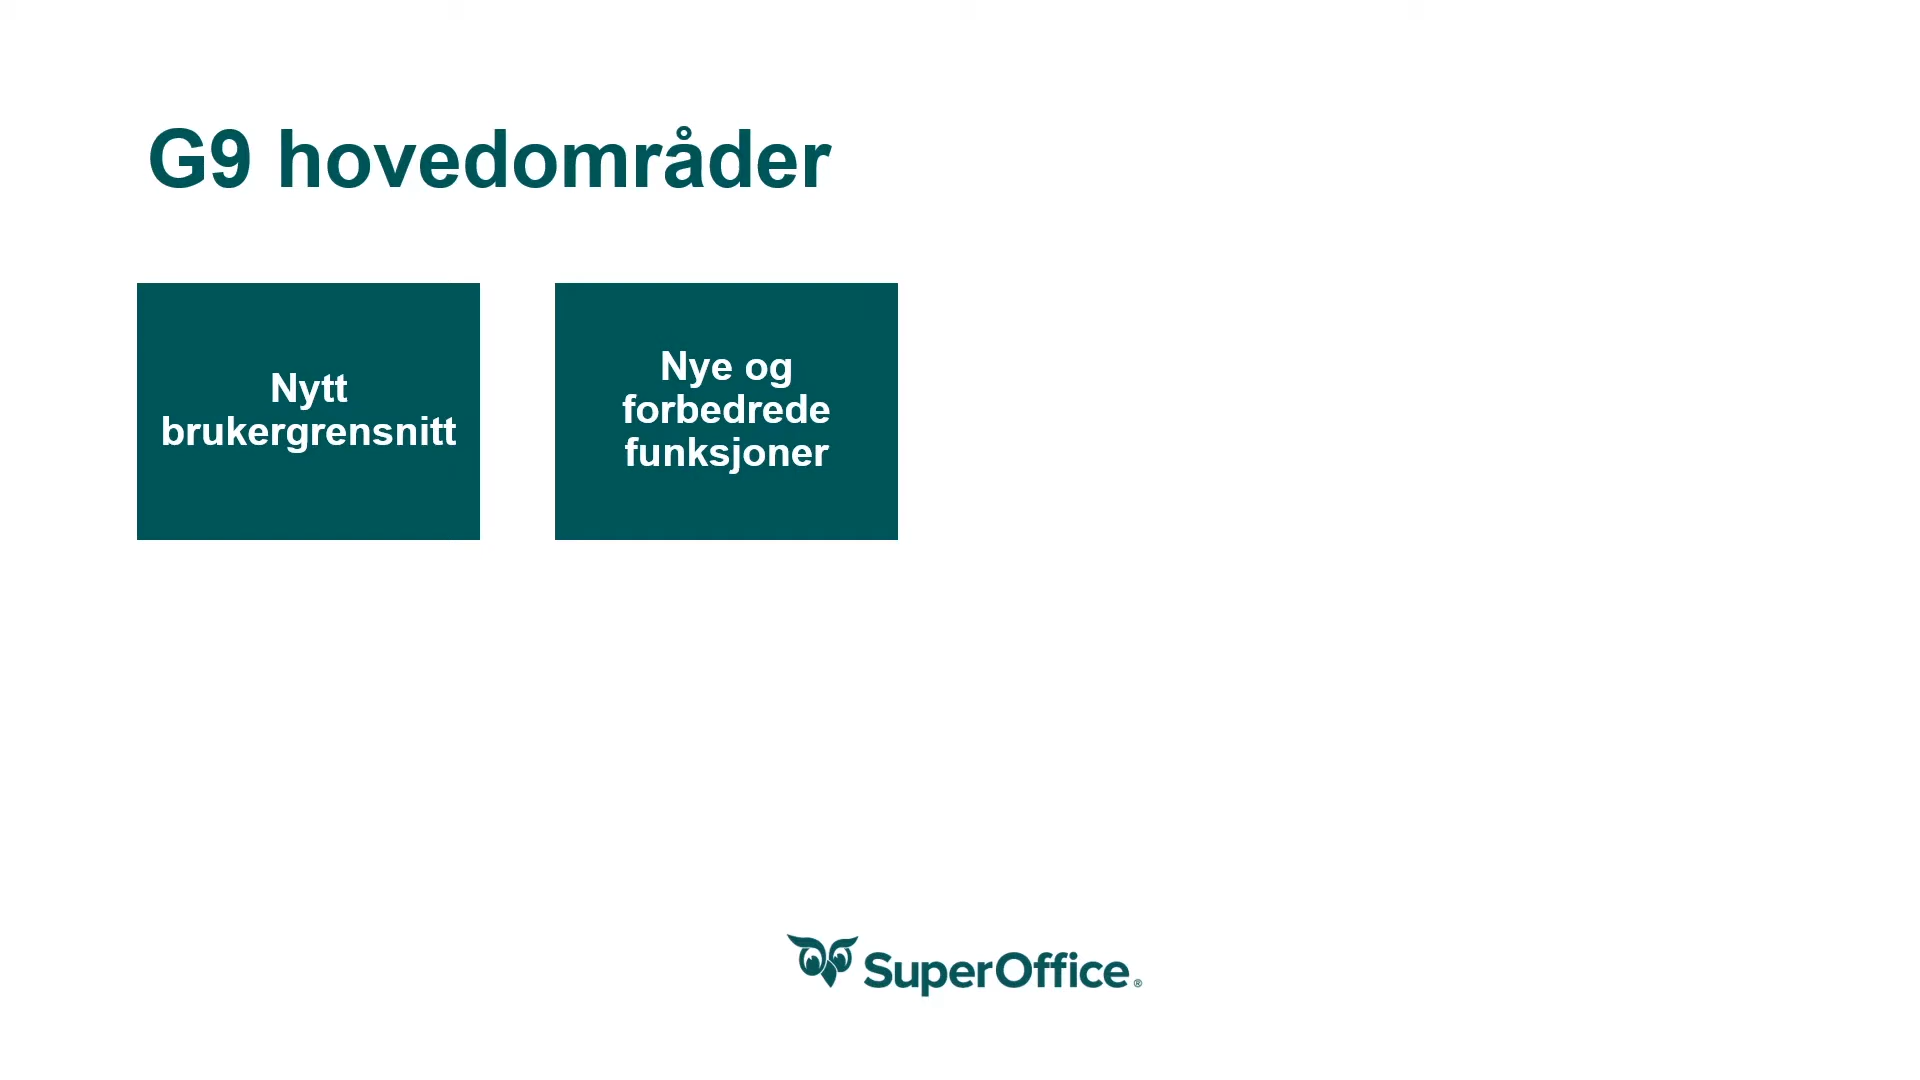 G9 hovedområder
Nytt
brukergrensnitt
Nye og
forbedrede
funksjoner
SuperOffice®